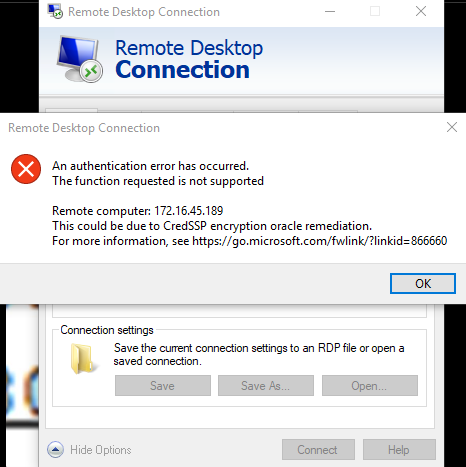 Remote Desktop Connection
Remote Desktop
Connection
Remote Desktop Connection
An authentication error has occurred.
The function requested is not supported
Remote computer: 172.16.45.189
This could be due to CredSSP encryption oracle remediation.
For more information, see https://go.microsoft.com/fwlink/?linkid=866660
OK
Connection settings
Save the current connection settings to an RDP file or open a
saved connection.
Save Save As... Open...
Hide Options Connect Help